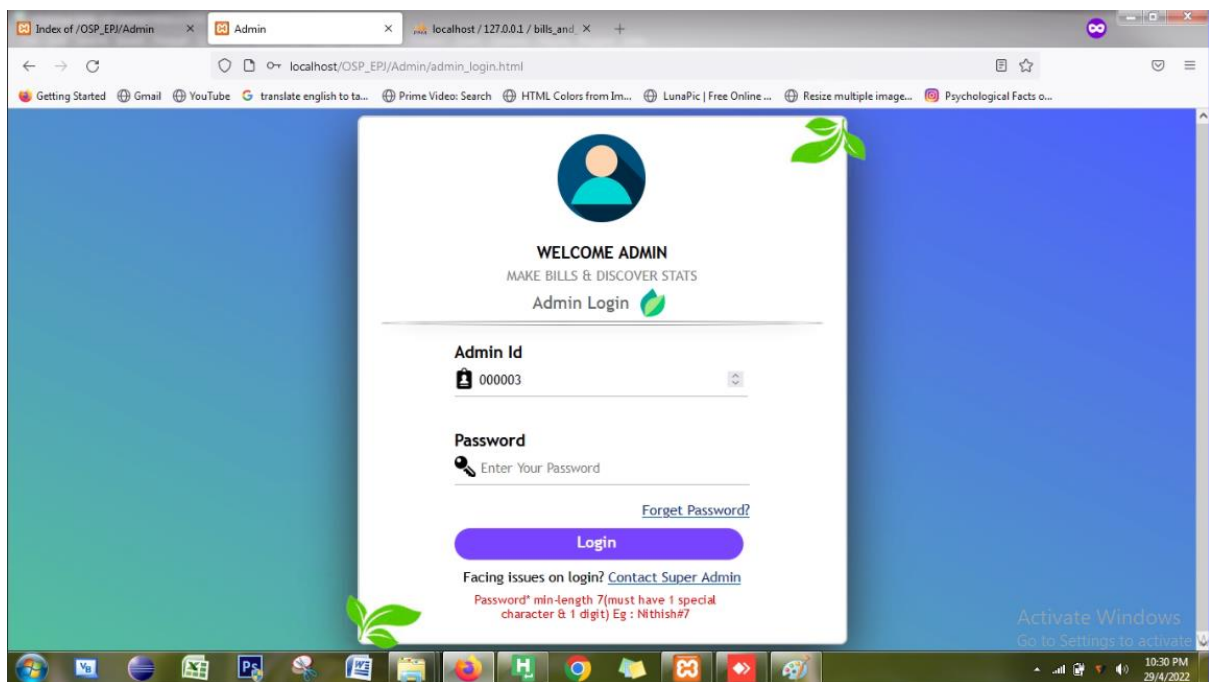 Index of /OSP_EPJ/Admin
Admin
localhost / 127.0.0.1 / bills_and_
localhost/OSP_EPJ/Admin/admin_login.html
Getting Started
Gmail
YouTube
translate english to ta...
Prime Video: Search
HTML Colors from Im...
LunaPic | Free Online ...
Resize multiple image...
Psychological Facts o...
WELCOME ADMIN
MAKE BILLS & DISCOVER STATS
Admin Login
Admin Id
000003
Password
Enter Your Password
Forget Password?
Login
Facing issues on login? Contact Super Admin
Password* min-length 7(must have 1 special
character & 1 digit) Eg : Nithish#7
Activate Windows
Go to Settings to activate
10:30 PM
29/4/2022